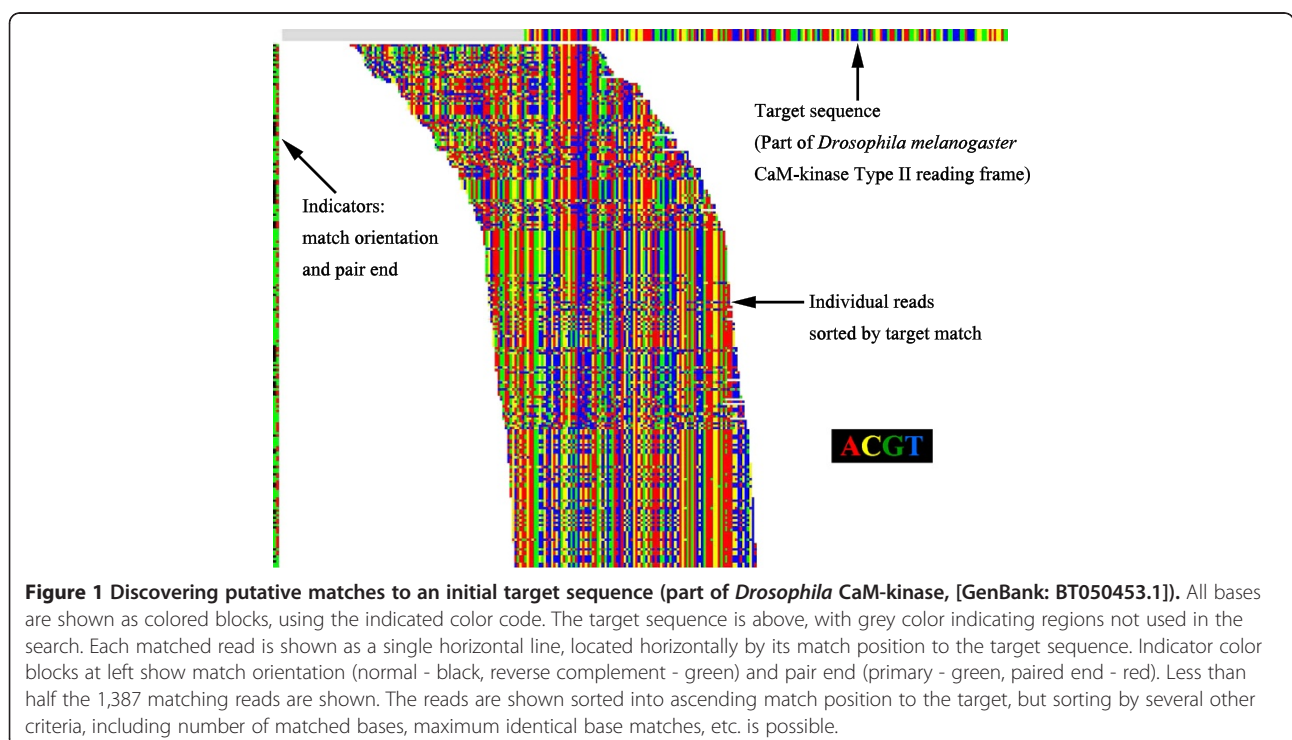 Target sequence
(Part of Drosophila melanogaster
CaM-kinase Type II reading frame)
Indicators:
match orientation
and pair end
Individual reads
sorted by target match
ACGT
Figure 1 Discovering putative matches to an initial target sequence (part of Drosophila CaM-kinase, [GenBank: BT050453.1]). All bases
are shown as colored blocks, using the indicated color code. The target sequence is above, with grey color indicating regions not used in the
search. Each matched read is shown as a single horizontal line, located horizontally by its match position to the target sequence. Indicator color
blocks at left show match orientation (normal - black, reverse complement - green) and pair end (primary - green, paired end - red). Less than
half the 1,387 matching reads are shown. The reads are shown sorted into ascending match position to the target, but sorting by several other
criteria, including number of matched bases, maximum identical base matches, etc. is possible.